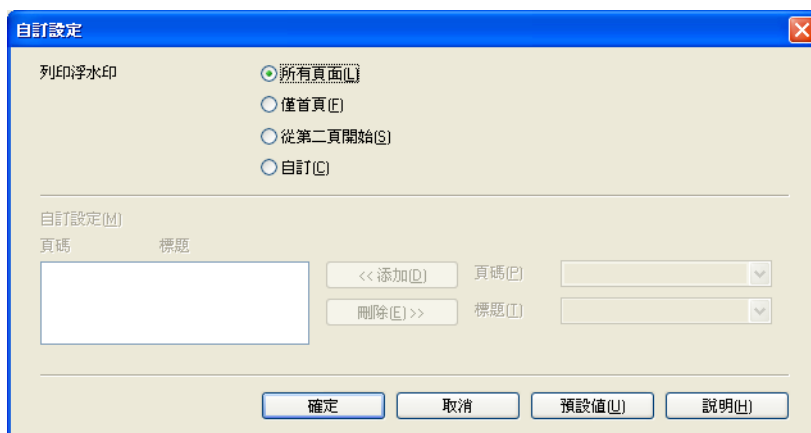 自訂設定
列印浮水印
所有頁面(L)
僅首頁(F)
從第二頁開始(S)
自訂(C)
自訂設定(M)
頁碼 標題
<< 添加(D) 頁碼(P)
刪除(E) >> 標題(T)
確定 取消 預設值(U) 說明(H)